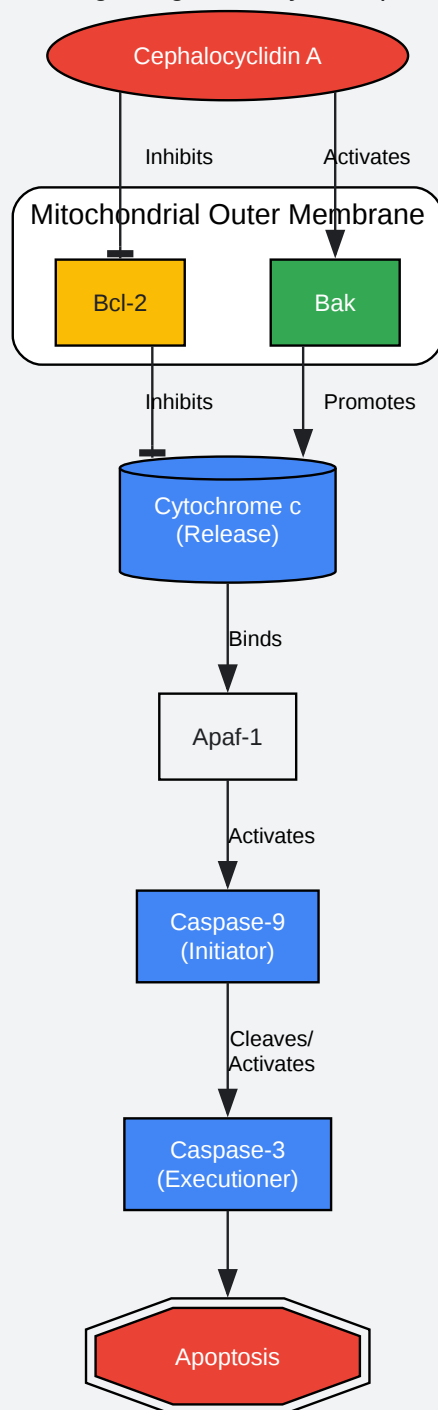 Cephalocyclidin A
Inhibits
Activates
Mitochondrial Outer Membrane
Bcl-2
Bak
Inhibits
Promotes
Cytochrome c
(Release)
Binds
Apaf-1
Activates
Caspase-9
(Initiator)
Cleaves/
Activates
Caspase-3
(Executioner)
Apoptosis